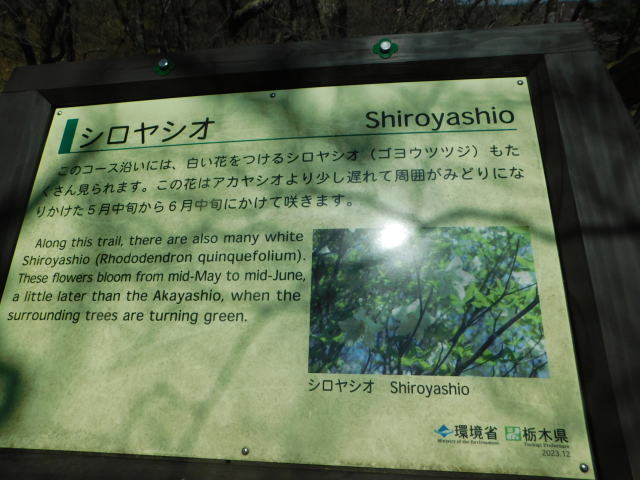 シロヤシオ Shiroyashio
このコース沿いには、白い花をつけるシロヤシオ（ゴヨウツツジ）もた
くさん見られます。この花はアカヤシオより少し遅れて周囲がみどりにな
りかけた５月中旬から６月中旬にかけて咲きます。
Along this trail, there are also many white
Shiroyashio (Rhododendron quinquefolium).
These flowers bloom from mid-May to mid-June,
a little later than the Akayashio, when the
surrounding trees are turning green.
シロヤシオ Shiroyashio
環境省 栃木県
Ministry of the Environment Tochigi Prefecture
2023.12